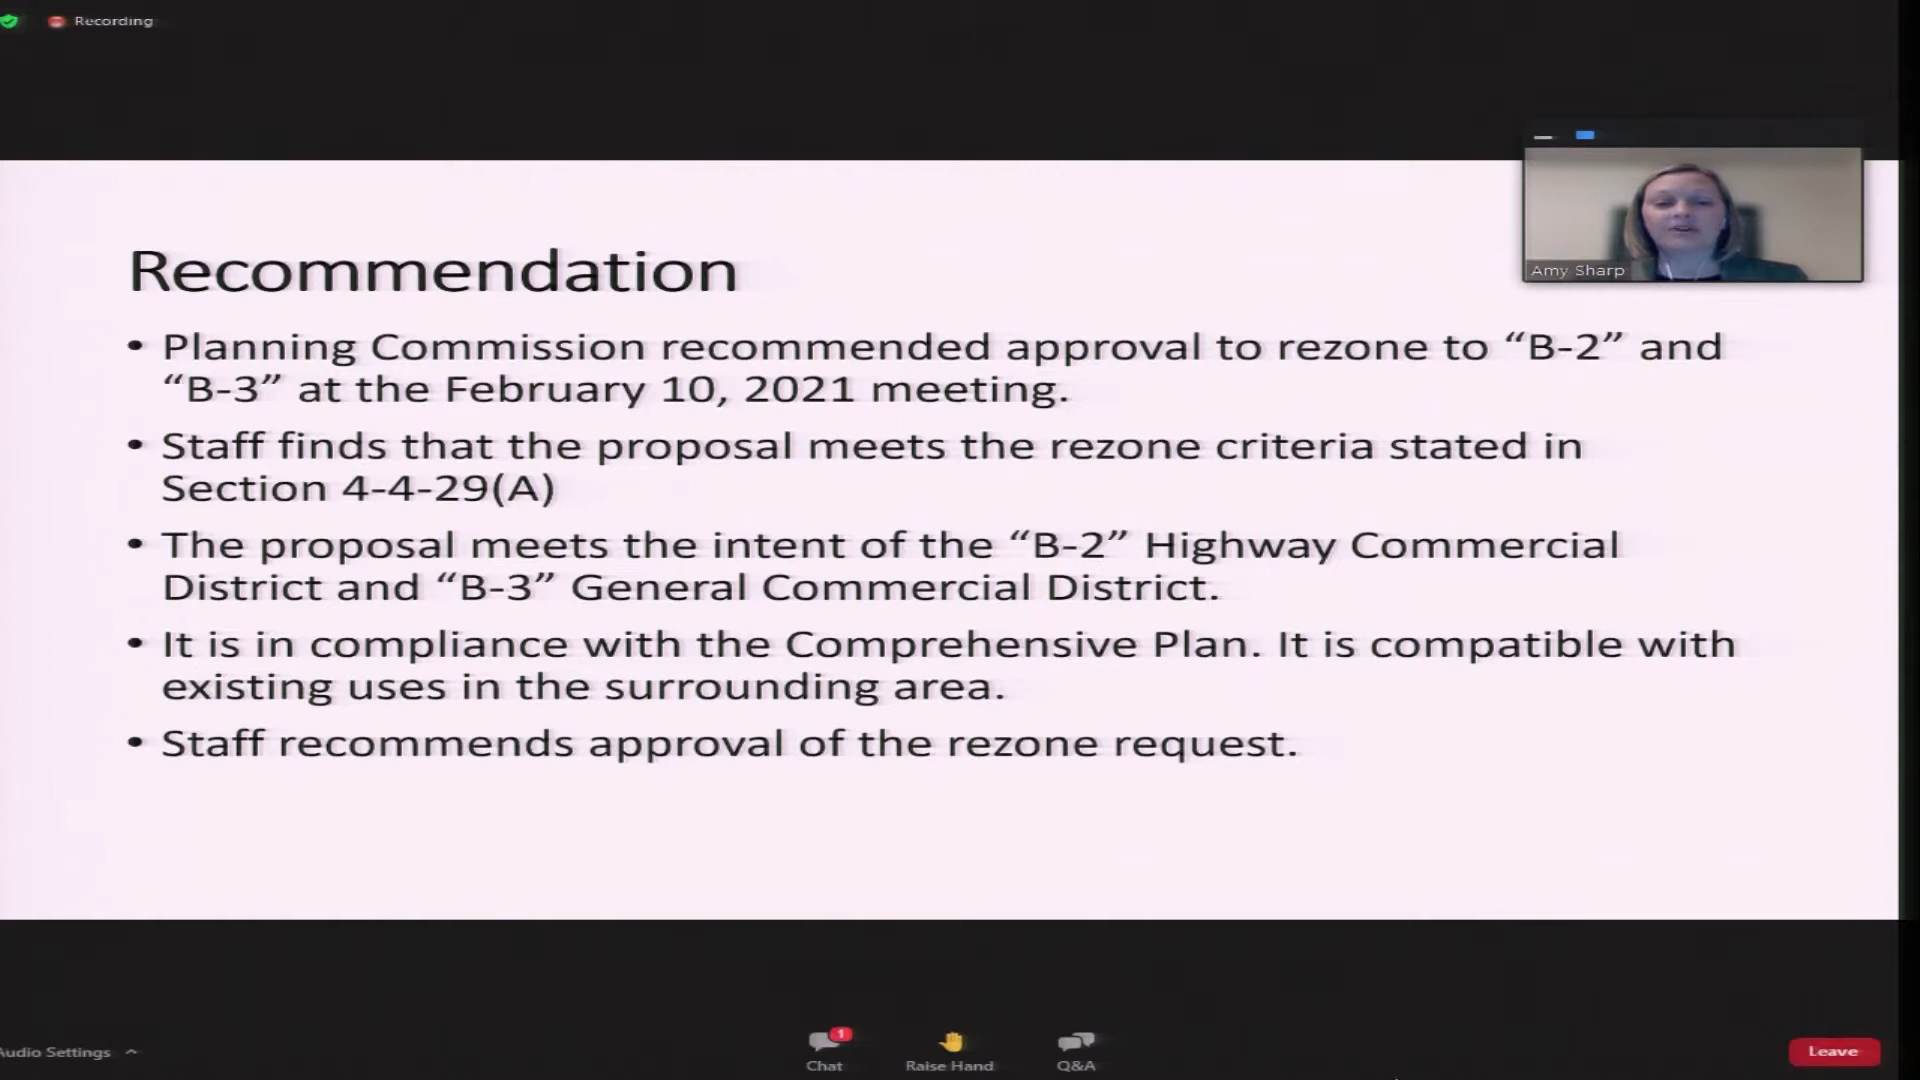 Recording
Amy Sharp
Recommendation
• Planning Commission recommended approval to rezone to “B-2” and
“B-3” at the February 10, 2021 meeting.
• Staff finds that the proposal meets the rezone criteria stated in
Section 4-4-29(A)
• The proposal meets the intent of the “B-2” Highway Commercial
District and “B-3” General Commercial District.
• It is in compliance with the Comprehensive Plan. It is compatible with
existing uses in the surrounding area.
• Staff recommends approval of the rezone request.
Audio Settings
1
Chat
Raise Hand
Q&A
Leave